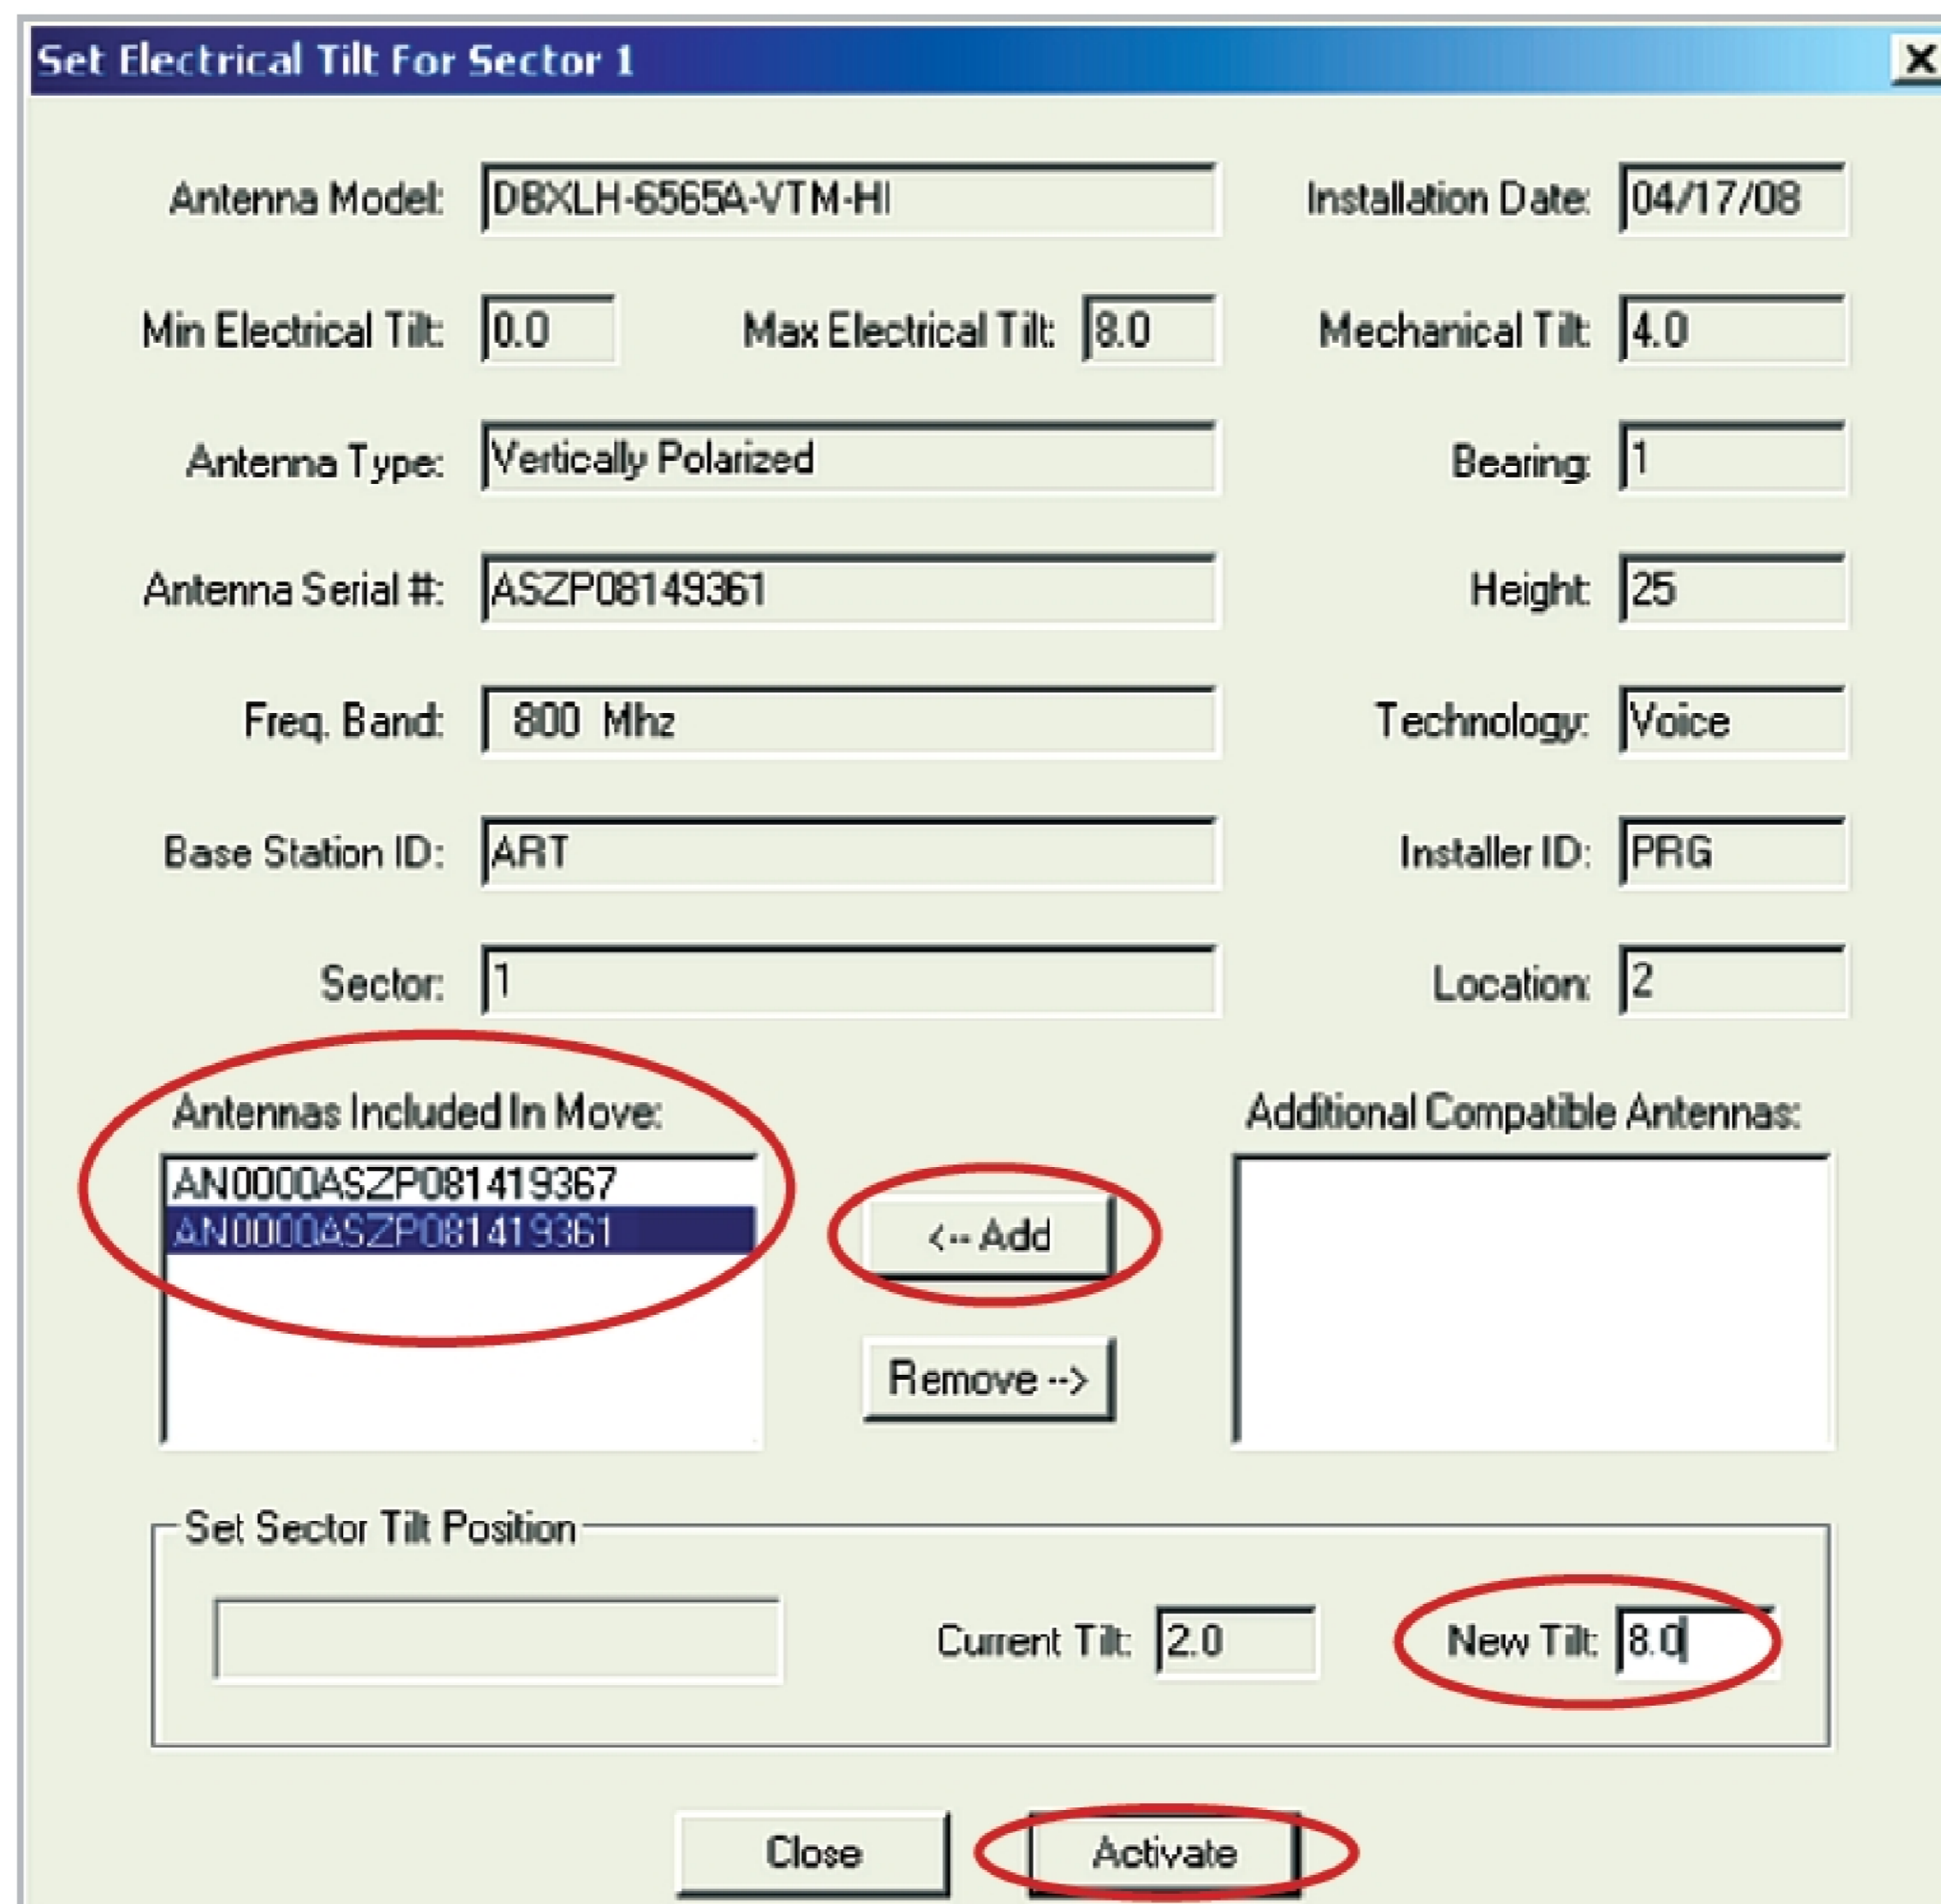 Set Electrical Tilt For Sector 1
Antenna Model: DBXLH-6565A-VTM-HI Installation Date: 04/17/08
Min Electrical Tilt: 0.0 Max Electrical Tilt: 8.0 Mechanical Tilt: 4.0
Antenna Type: Vertically Polarized Bearing: 1
Antenna Serial #: ASZP08149361 Height: 25
Freq. Band: 800 Mhz Technology: Voice
Base Station ID: ART Installer ID: PRG
Sector: 1 Location: 2
Antennas Included In Move: Additional Compatible Antennas:
AN0000ASZP081419367
AN0000ASZP081419361
<-- Add
Remove -->
Set Sector Tilt Position
Current Tilt: 2.0 New Tilt: 8.0
Close Activate